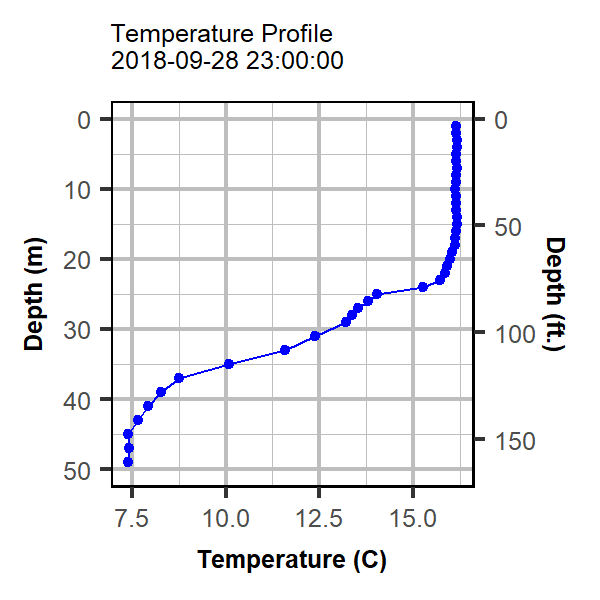 Temperature Profile
2018-09-28 23:00:00
0
10
20
30
40
50
Depth (m)
0
50
100
150
Depth (ft.)
7.5 10.0 12.5 15.0
Temperature (C)